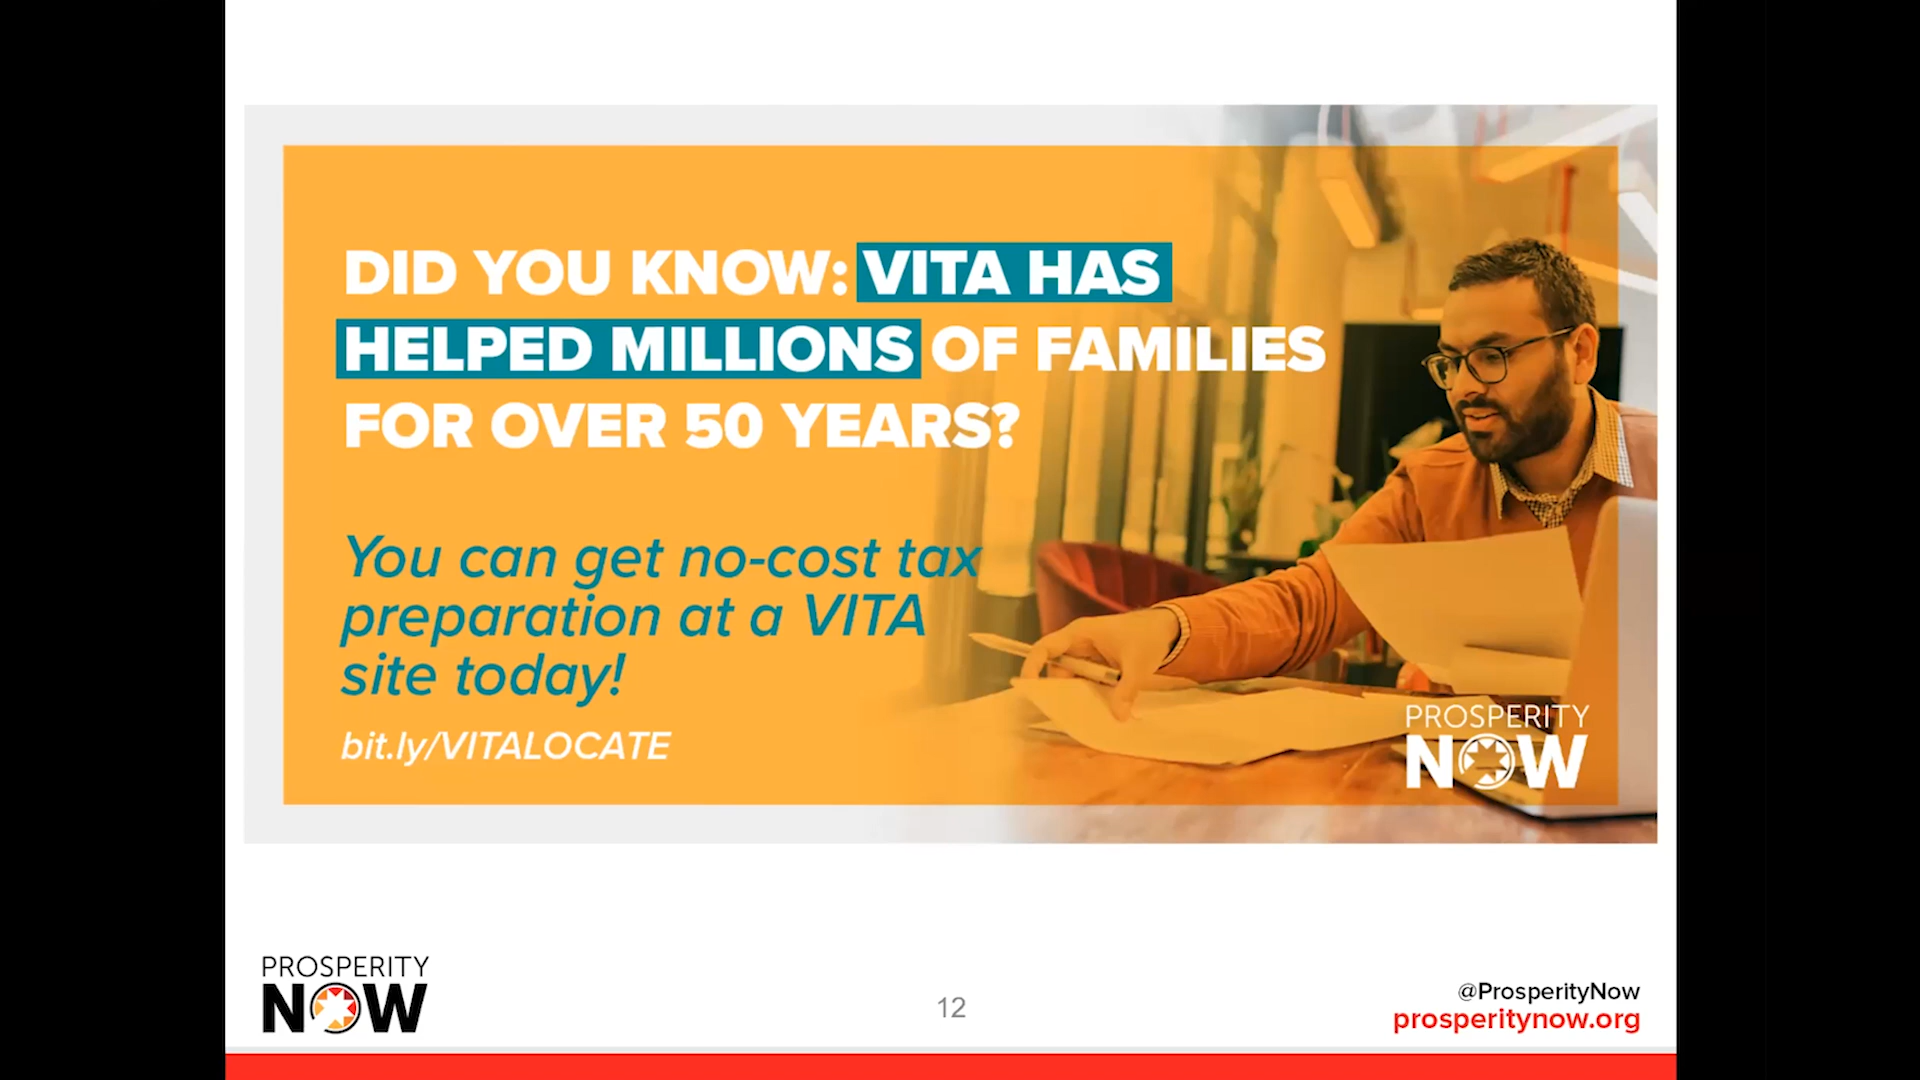 DID YOU KNOW: VITA HAS
HELPED MILLIONS OF FAMILIES
FOR OVER 50 YEARS?
You can get no-cost tax
preparation at a VITA
site today!
bit.ly/VITALOCATE
PROSPERITY
NOW
PROSPERITY
NOW
12
@ProsperityNow
prosperitynow.org